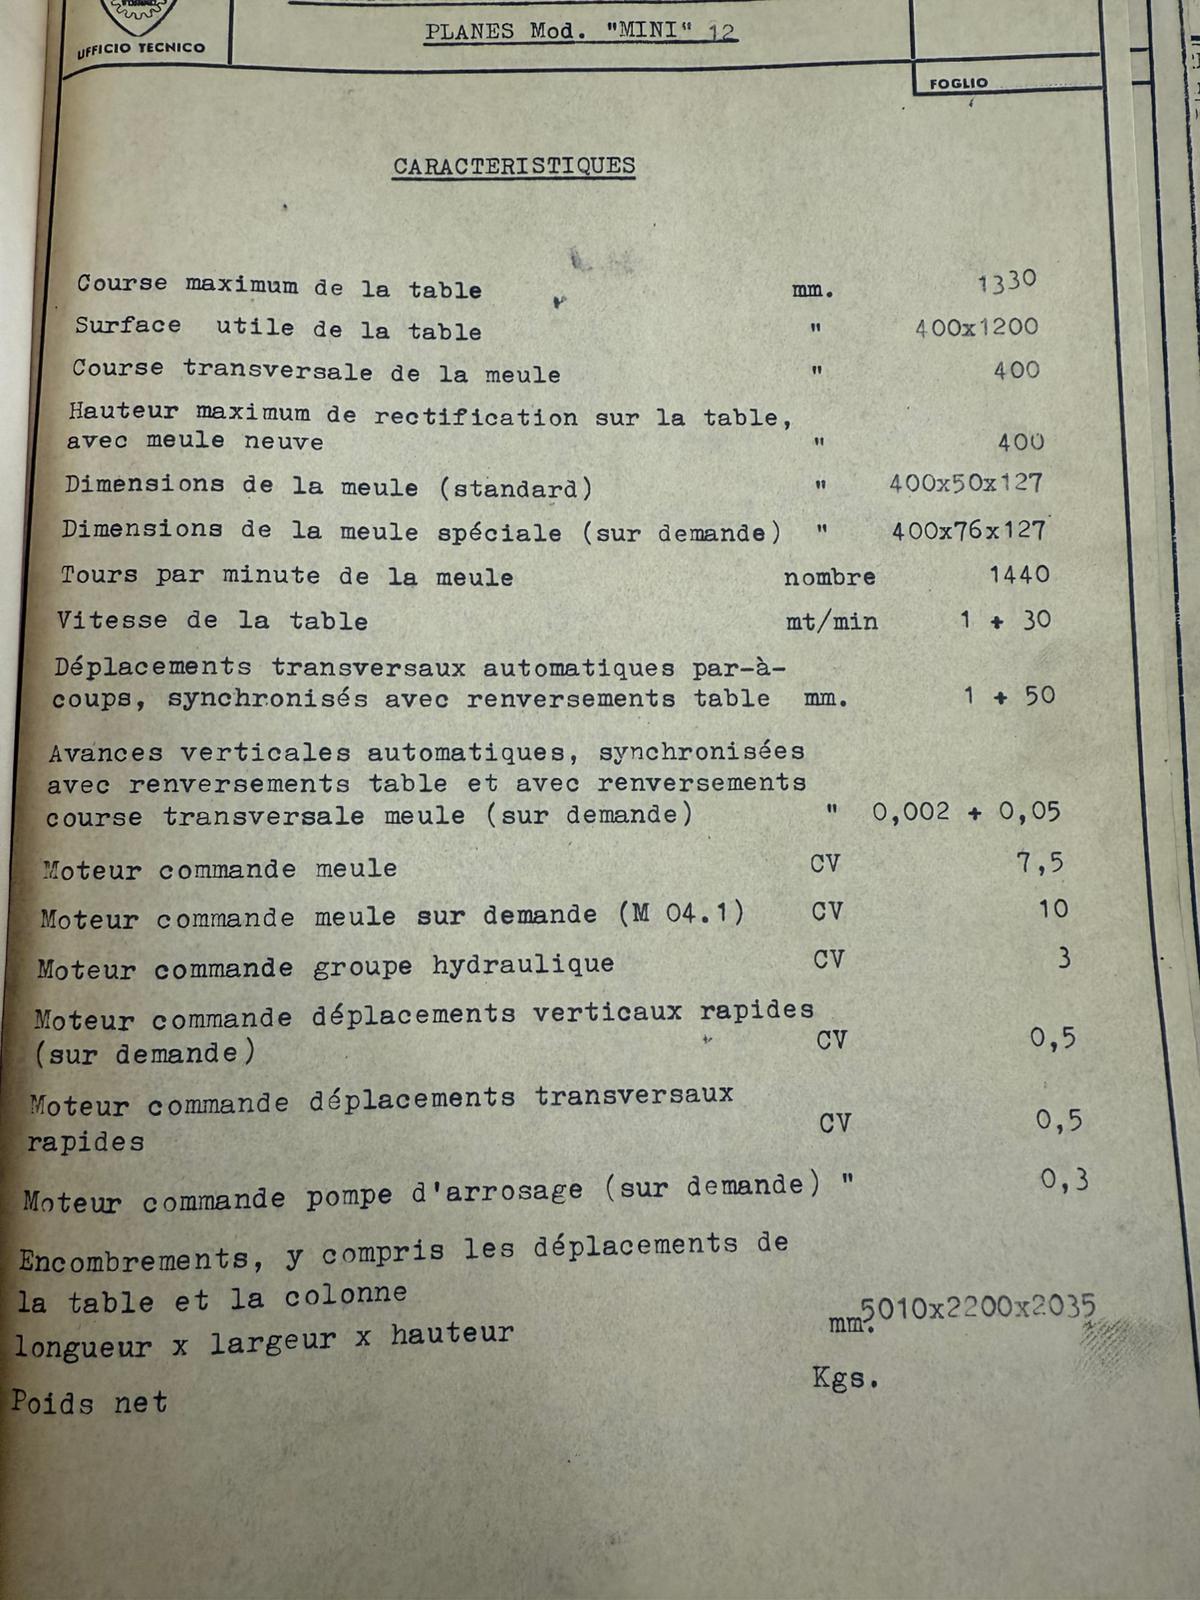 UFFICIO TECNICO
PLANES Mod. "MINI" 12
FOGLIO
CARACTERISTIQUES
Course maximum de la table mm. 1330
Surface utile de la table " 400x1200
Course transversale de la meule " 400
Hauteur maximum de rectification sur la table,
avec meule neuve " 400
Dimensions de la meule (standard) " 400x50x127
Dimensions de la meule spéciale (sur demande) " 400x76x127
Tours par minute de la meule nombre 1440
Vitesse de la table mt/min 1 + 30
Déplacements transversaux automatiques par-à-
coups, synchronisés avec renversements table mm. 1 + 50
Avances verticales automatiques, synchronisées
avec renversements table et avec renversements
course transversale meule (sur demande) " 0,002 + 0,05
Moteur commande meule CV 7,5
Moteur commande meule sur demande (M 04.1) CV 10
Moteur commande groupe hydraulique CV 3
Moteur commande déplacements verticaux rapides
(sur demande) CV 0,5
Moteur commande déplacements transversaux
rapides CV 0,5
Moteur commande pompe d'arrosage (sur demande) " 0,3
Encombrements, y compris les déplacements de
la table et la colonne
longueur x largeur x hauteur mm. 5010x2200x2035
Poids net Kgs.